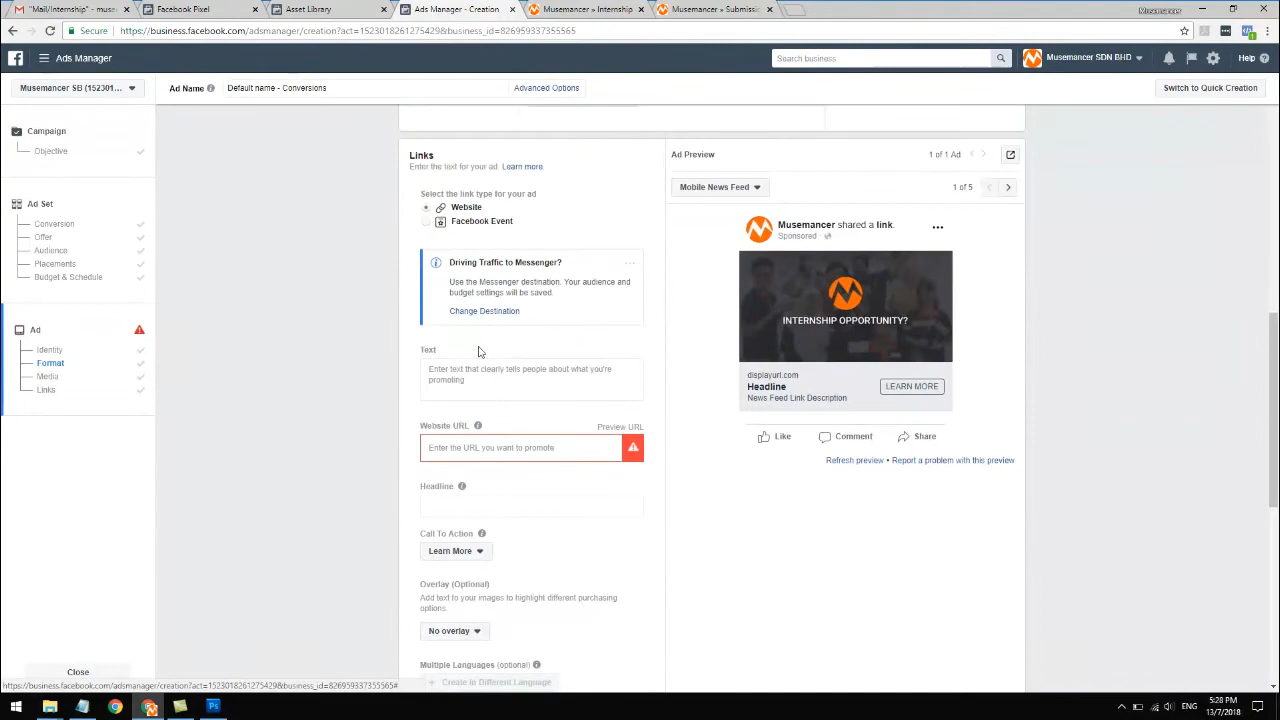 "Mail/Internship" - muse
Facebook Pixel
Asset Library
Ads Manager - Creation
Musemancer » Internship
Musemancer » Submissio
Secure
https://business.facebook.com/adsmanager/creation?act=1523018261275429&business_id=826959337355565
Ads Manager
Search business
Musemancer SDN BHD
Help
Musemancer SB (152301...
Ad Name
Default name - Conversions
Advanced Options
Switch to Quick Creation
Campaign
Objective
Ad Set
Conversion
Offer
Audience
Placements
Budget & Schedule
Ad
Identity
Format
Media
Links
Close
Links
Enter the text for your ad. Learn more.
Select the link type for your ad
Website
Facebook Event
Driving Traffic to Messenger?
Use the Messenger destination. Your audience and
budget settings will be saved.
Change Destination
Text
Enter text that clearly tells people about what you're
promoting
Website URL
Preview URL
Enter the URL you want to promote
Headline
Call To Action
Learn More
Overlay (Optional)
Add text to your images to highlight different purchasing
options.
No overlay
Multiple Languages (optional)
+ Create in Different Language
Ad Preview
1 of 1 Ad
Mobile News Feed
1 of 5
Musemancer shared a link.
Sponsored
INTERNSHIP OPPORTUNITY?
displayurl.com
Headline
News Feed Link Description
LEARN MORE
Like
Comment
Share
Refresh preview • Report a problem with this preview
https://business.facebook.com/adsmanager/creation?act=1523018261275429&business_id=826959337355565#
5:28 PM
13/7/2018